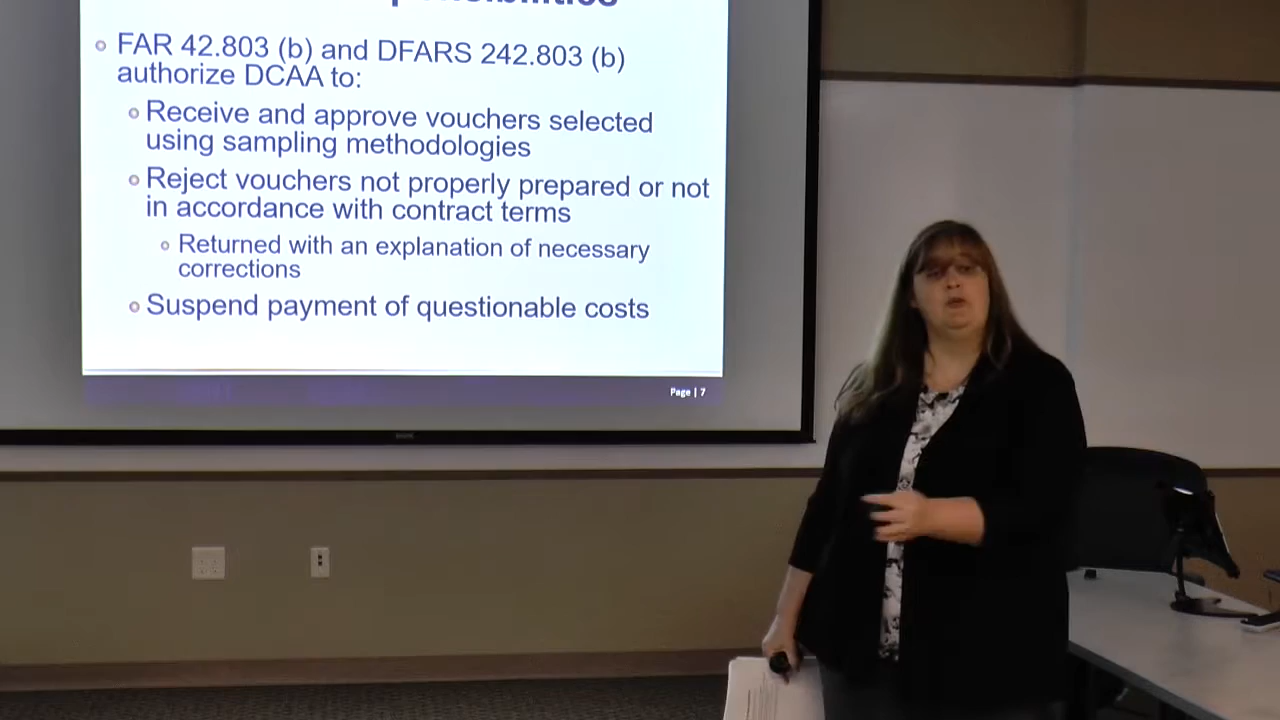 FAR 42.803 (b) and DFARS 242.803 (b)
authorize DCAA to:
Receive and approve vouchers selected
using sampling methodologies
Reject vouchers not properly prepared or not
in accordance with contract terms
Returned with an explanation of necessary
corrections
Suspend payment of questionable costs
Page | 7